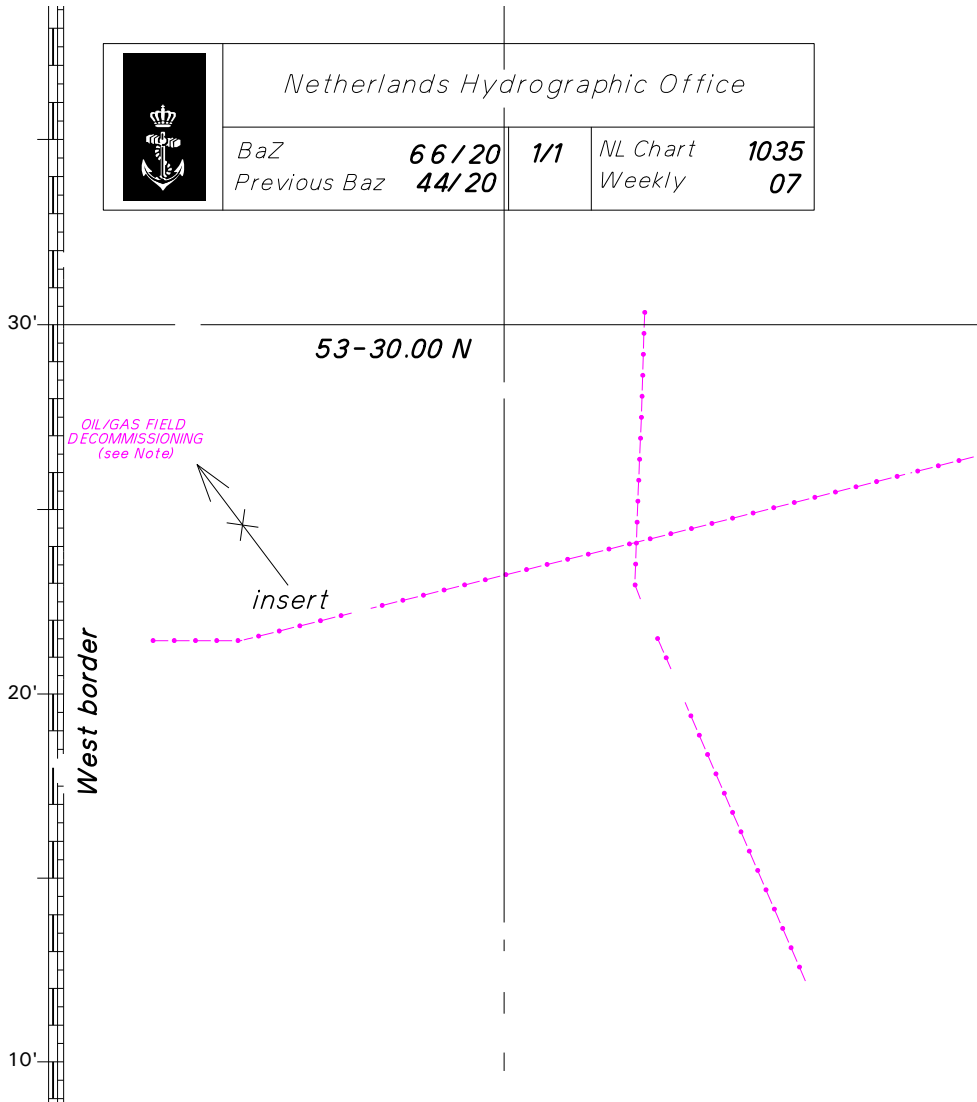 Netherlands Hydrographic Office
BaZ 66/20 1/1 NL Chart 1035
Previous Baz 44/20 Weekly 07
30'
53-30.00 N
OIL/GAS FIELD
DECOMMISSIONING
(see Note)
insert
West border
20'
10'